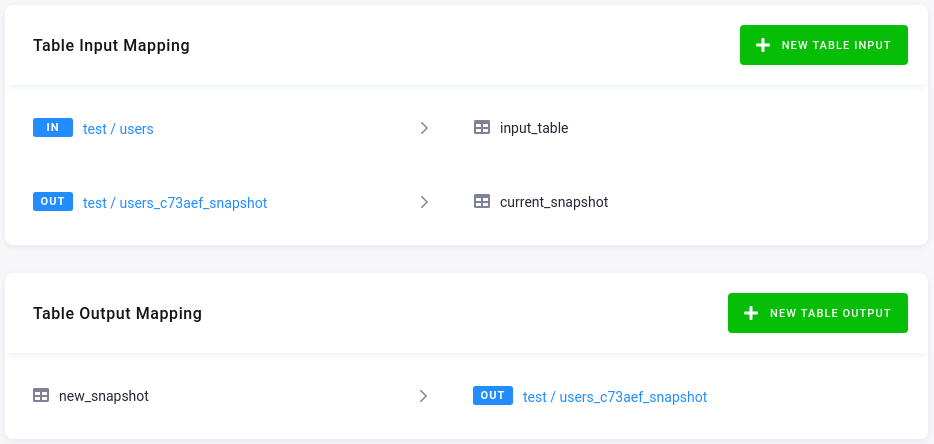 Table Input Mapping
NEW TABLE INPUT
IN test / users input_table
OUT test / users_c73aef_snapshot current_snapshot
Table Output Mapping
NEW TABLE OUTPUT
new_snapshot OUT test / users_c73aef_snapshot